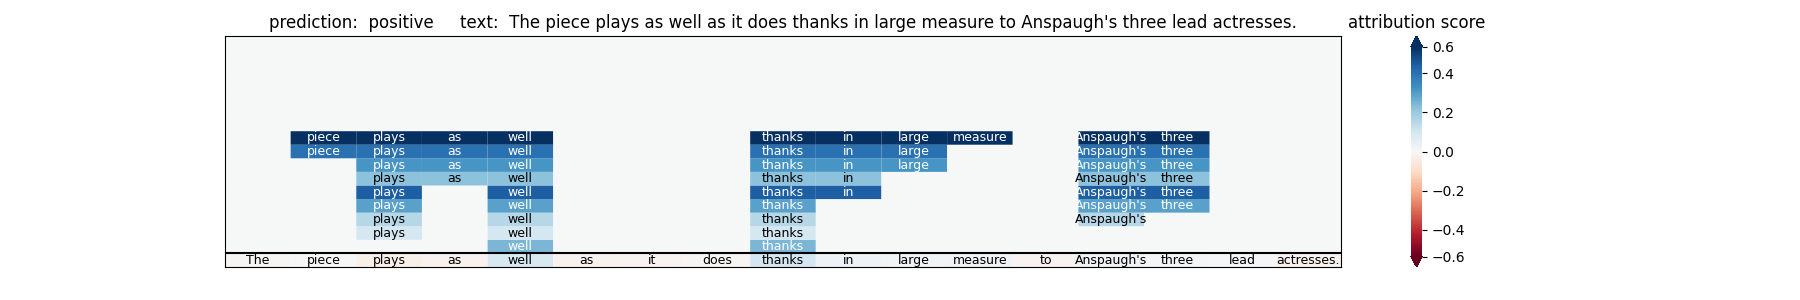 prediction: positive text: The piece plays as well as it does thanks in large measure to Anspaugh's three lead actresses. attribution score
0.6
0.4
0.2
0.0
−0.2
−0.4
−0.6
piece plays as well thanks in large measure Anspaugh's three
piece plays as well thanks in large Anspaugh's three
plays as well thanks in large Anspaugh's three
plays as well thanks in Anspaugh's three
plays well thanks in Anspaugh's three
plays well thanks Anspaugh's three
plays well thanks Anspaugh's
plays well thanks
well thanks
The piece plays as well as it does thanks in large measure to Anspaugh's three lead actresses.